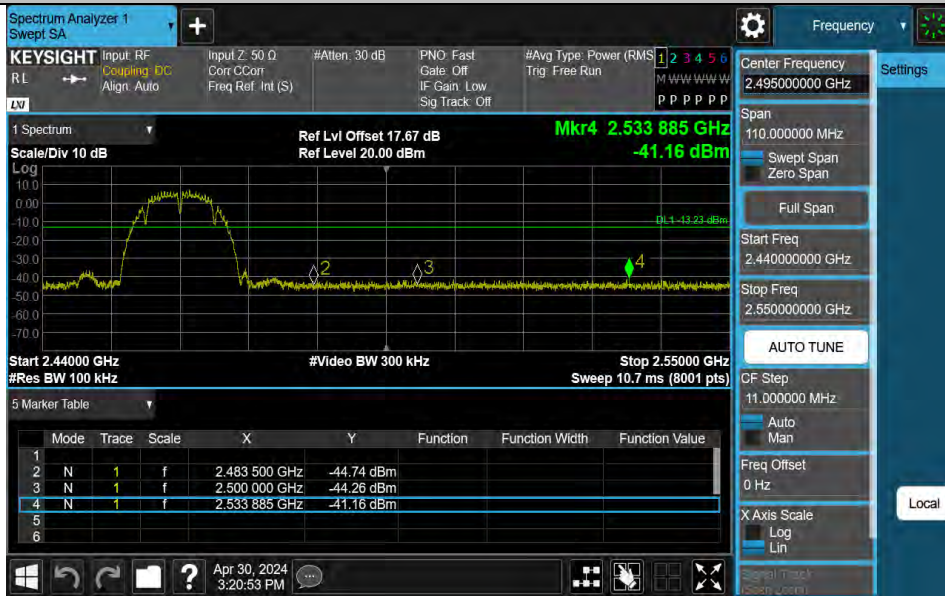 Spectrum Analyzer 1
Swept SA
Frequency
KEYSIGHT
RL
LXI
Input: RF
Coupling: DC
Align: Auto
Input Z: 50 Ω
Corr CCorr
Freq Ref: Int (S)
#Atten: 30 dB
PNO: Fast
Gate: Off
IF Gain: Low
Sig Track: Off
#Avg Type: Power (RMS
Trig: Free Run
1 2 3 4 5 6
M W W W W W
P P P P P P
Center Frequency
2.495000000 GHz
Settings
1 Spectrum
Scale/Div 10 dB
Ref Lvl Offset 17.67 dB
Ref Level 20.00 dBm
Mkr4 2.533 885 GHz
-41.16 dBm
Span
110.000000 MHz
Swept Span
Zero Span
Full Span
Start Freq
2.440000000 GHz
Stop Freq
2.550000000 GHz
AUTO TUNE
CF Step
11.000000 MHz
Auto
Man
Freq Offset
0 Hz
X Axis Scale
Log
Lin
Signal Track
(Span Zoom)
Local
Log
10.0
0.00
-10.0
-20.0
-30.0
-40.0
-50.0
-60.0
-70.0
DL1 -13.23 dBm
2
3
4
Start 2.44000 GHz
#Res BW 100 kHz
#Video BW 300 kHz
Stop 2.55000 GHz
Sweep 10.7 ms (8001 pts)
5 Marker Table
Mode Trace Scale X Y Function Function Width Function Value
1
2 N 1 f 2.483 500 GHz -44.74 dBm
3 N 1 f 2.500 000 GHz -44.26 dBm
4 N 1 f 2.533 885 GHz -41.16 dBm
5
6
Apr 30, 2024
3:20:53 PM